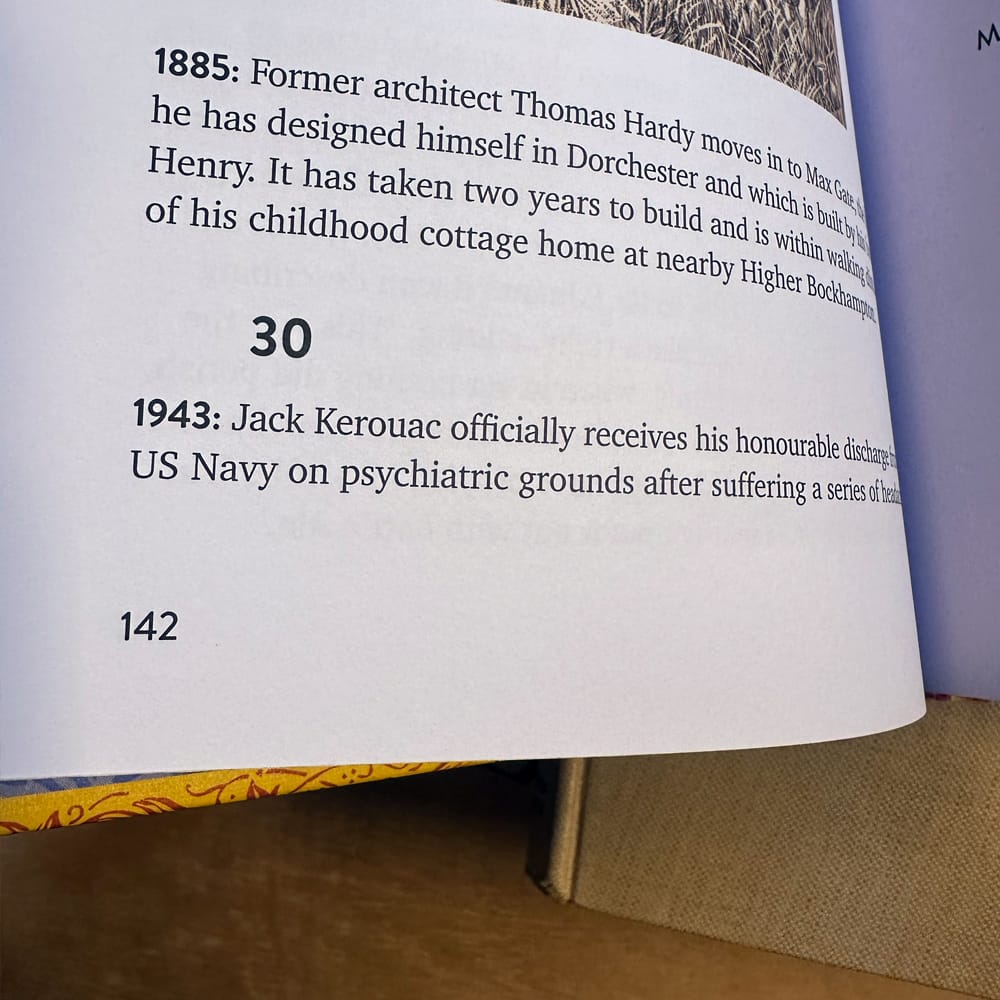 1885: Former architect Thomas Hardy moves in to Max Gate, the
he has designed himself in Dorchester and which is built by his
Henry. It has taken two years to build and is within walking
of his childhood cottage home at nearby Higher Bockhampton.
30
1943: Jack Kerouac officially receives his honourable discharge
US Navy on psychiatric grounds after suffering a series of
142
M